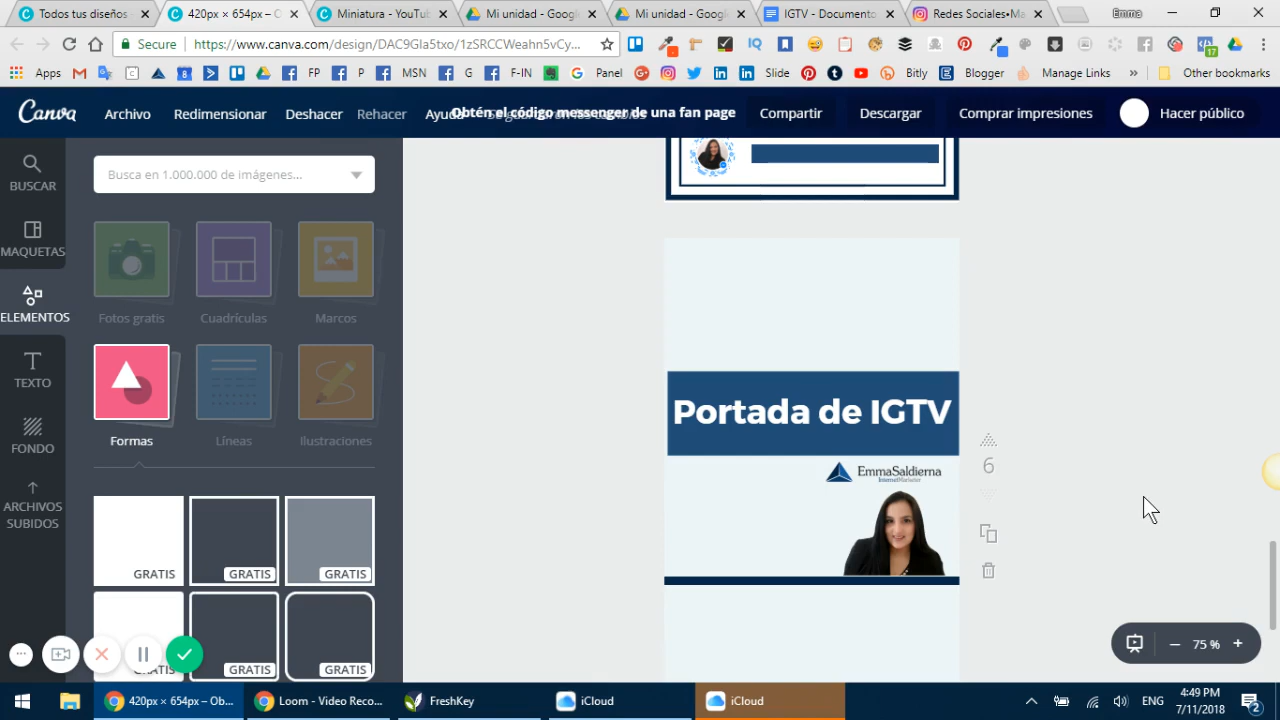 Todos tus diseños
420px × 654px – O
Miniatura - YouTub
Mi unidad - Googl
Mi unidad - Googl
IGTV - Documento
Redes Sociales•Ma
Emma
Secure
https://www.canva.com/design/DAC9GIa5txo/1zSRCCWeahn5vCy...
Apps
FP
P
MSN
G
F-IN
Panel
Slide
Bitly
Blogger
Manage Links
»
Other bookmarks
Canva
Archivo
Redimensionar
Deshacer
Rehacer
Ayuda
Obtén el código messenger de una fan page
Compartir
Descargar
Comprar impresiones
Hacer público
BUSCAR
MAQUETAS
ELEMENTOS
TEXTO
FONDO
ARCHIVOS
SUBIDOS
Busca en 1.000.000 de imágenes...
Fotos gratis
Cuadrículas
Marcos
Formas
Líneas
Ilustraciones
GRATIS
GRATIS
GRATIS
GRATIS
GRATIS
GRATIS
Portada de IGTV
EmmaSaldierna
InternetMarketer
6
75 %
420px × 654px – Ob...
Loom - Video Reco...
FreshKey
iCloud
iCloud
ENG
4:49 PM
7/11/2018
2